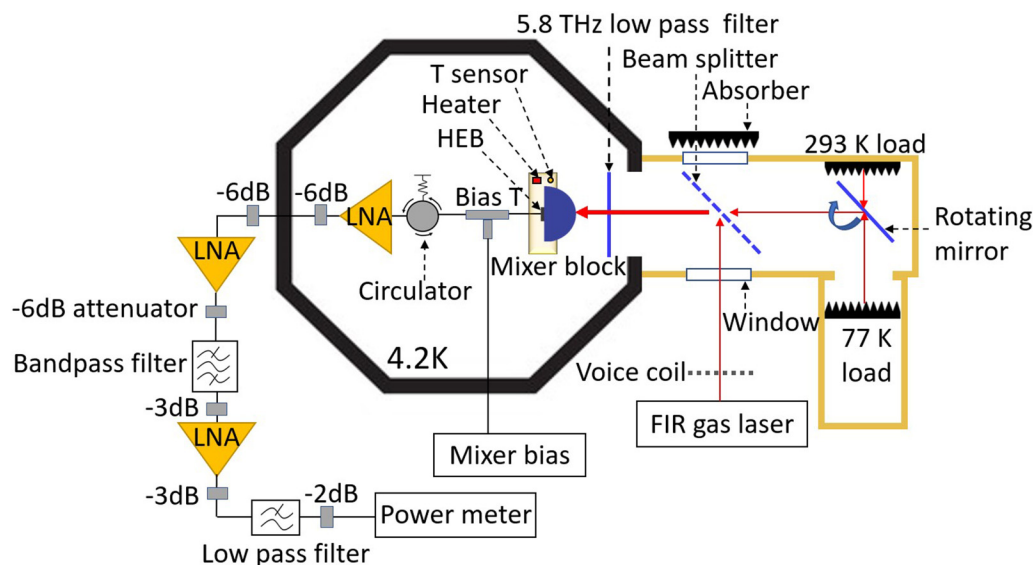 5.8 THz low pass filter
Beam splitter
T sensor
Absorber
Heater
HEB
293 K load
-6dB
-6dB
Bias T
LNA
LNA
Rotating
mirror
Circulator
Mixer block
-6dB attenuator
Window
77 K
load
Bandpass filter
4.2K
Voice coil
-3dB
FIR gas laser
LNA
Mixer bias
-3dB
-2dB
Power meter
Low pass filter